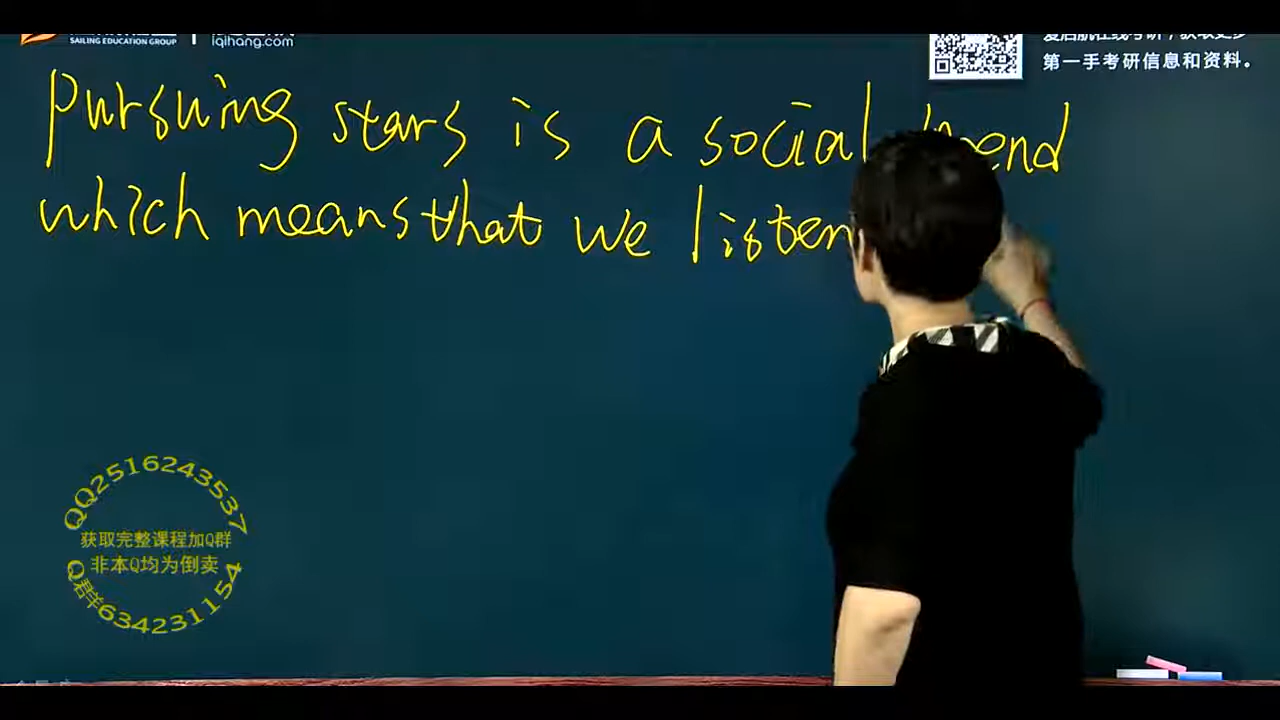 SAILING EDUCATION GROUP
iqihang.com
第一手考研信息和资料。
Pursuing stars is a social
which means that we listen
QQ2516243537
获取完整课程加Q群
非本Q均为倒卖
Q君羊634231154